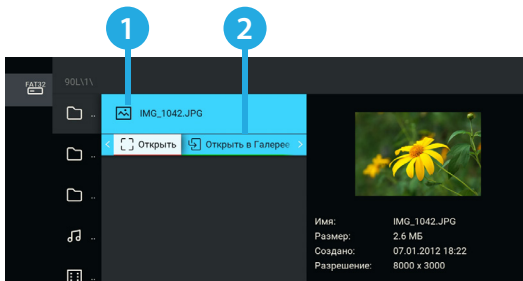 1 2
FAT32 90L\1\
.. IMG_1042.JPG
.. < Открыть Открыть в Галерее >
..
..
..
Имя: IMG_1042.JPG
Размер: 2.6 МБ
Создано: 07.01.2012 18:22
Разрешение: 8000 x 3000